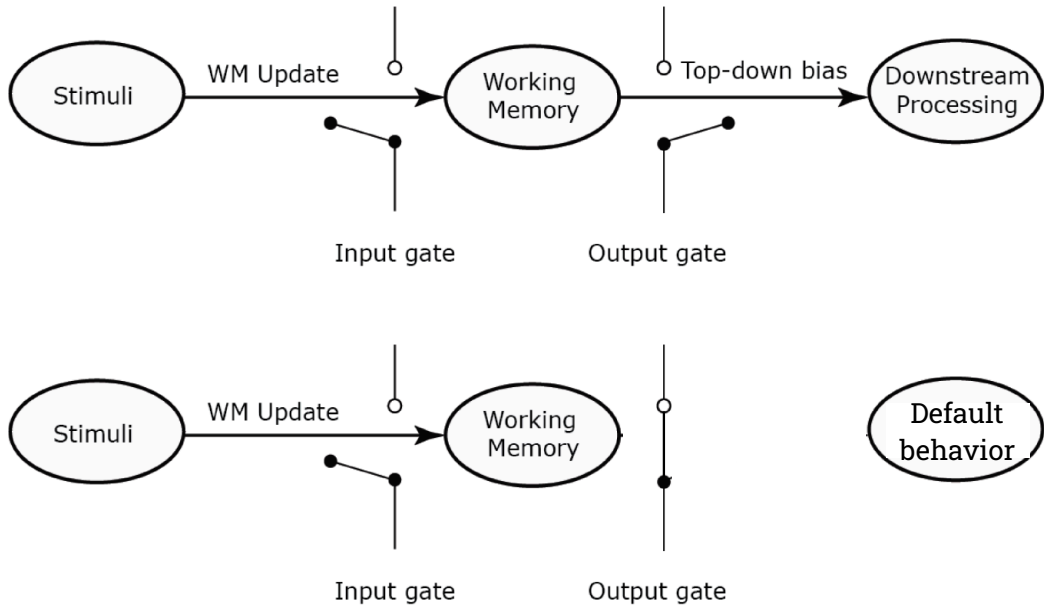 WM Update
Top-down bias
Stimuli
Working
Memory
Downstream
Processing
Input gate
Output gate
WM Update
Stimuli
Working
Memory
Default
behavior
Input gate
Output gate